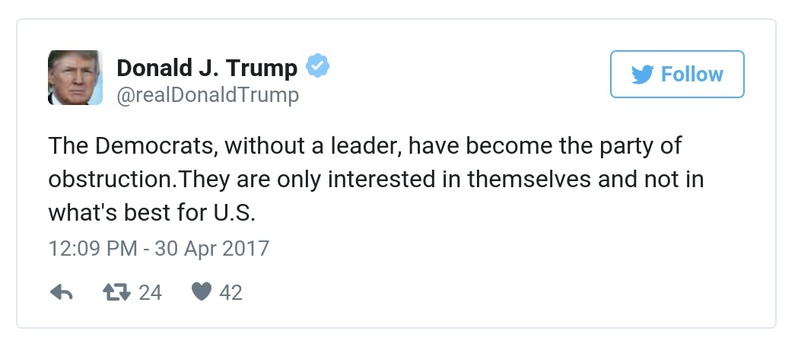 Donald J. Trump
@realDonaldTrump
Follow
The Democrats, without a leader, have become the party of
obstruction.They are only interested in themselves and not in
what's best for U.S.
12:09 PM - 30 Apr 2017
24 42